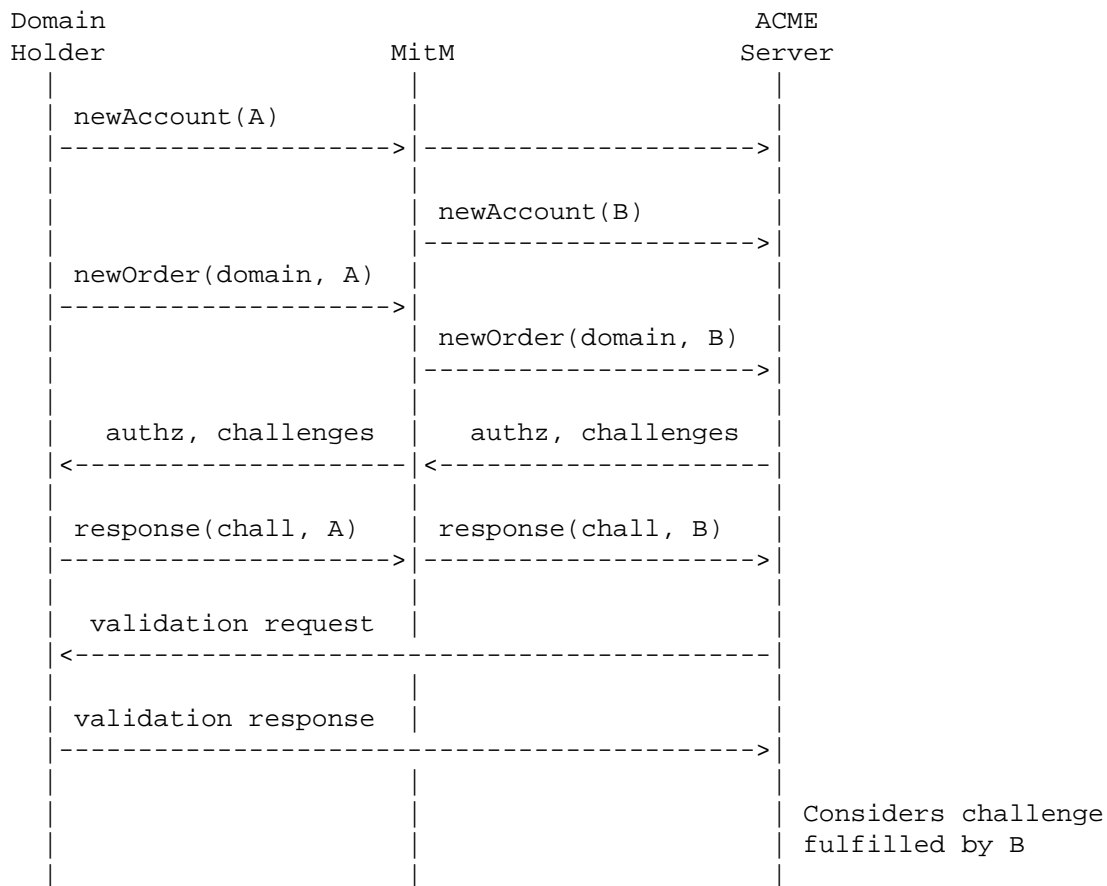 Domain ACME
Holder MitM Server
newAccount(A)
newAccount(B)
newOrder(domain, A)
newOrder(domain, B)
authz, challenges authz, challenges
response(chall, A) response(chall, B)
validation request
validation response
Considers challenge
fulfilled by B